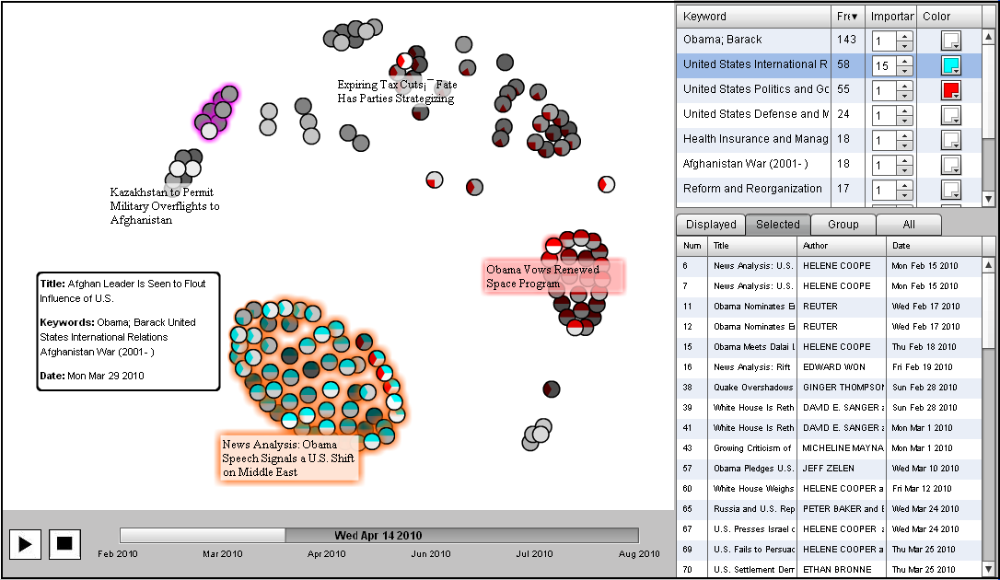 Expiring Tax Cuts¡¯ Fate
Has Parties Strategizing
Kazakhstan to Permit
Military Overflights to
Afghanistan
Title: Afghan Leader Is Seen to Flout
Influence of U.S.
Keywords: Obama; Barack United
States International Relations
Afghanistan War (2001- )
Date: Mon Mar 29 2010
Obama Vows Renewed
Space Program
News Analysis: Obama
Speech Signals a U.S. Shift
on Middle East
Wed Apr 14 2010
Feb 2010 Mar 2010 Apr 2010 Jun 2010 Jul 2010 Aug 2010
Keyword Fre▼ Importar Color
Obama; Barack 143 1
United States International R 58 15
United States Politics and Go 55 1
United States Defense and M 24 1
Health Insurance and Manag 18 1
Afghanistan War (2001- ) 18 1
Reform and Reorganization 17 1
Displayed Selected Group All
Num Title Author Date
6 News Analysis: U.S. HELENE COOPE Mon Feb 15 2010
7 News Analysis: U.S. HELENE COOPE Mon Feb 15 2010
11 Obama Nominates REUTER Wed Feb 17 2010
12 Obama Nominates REUTER Wed Feb 17 2010
15 Obama Meets Dalai L HELENE COOPE Thu Feb 18 2010
16 News Analysis: Rift EDWARD WON Fri Feb 19 2010
38 Quake Overshadows GINGER THOMPSON Sun Feb 28 2010
39 White House Is Reth DAVID E. SANGER a Sun Feb 28 2010
41 White House Is Reth DAVID E. SANGER a Mon Mar 1 2010
43 Growing Criticism of MICHELINE MAYNA Mon Mar 1 2010
57 Obama Pledges U.S. JEFF ZELEN Wed Mar 10 2010
60 White House Weighs HELENE COOPER a Fri Mar 12 2010
65 Russia and U.S. Rep PETER BAKER and Wed Mar 24 2010
67 U.S. Presses Israel c HELENE COOPER a Wed Mar 24 2010
69 U.S. Fails to Persuad HELENE COOPER a Thu Mar 25 2010
70 U.S. Settlement Dem ETHAN BRONNE Thu Mar 25 2010